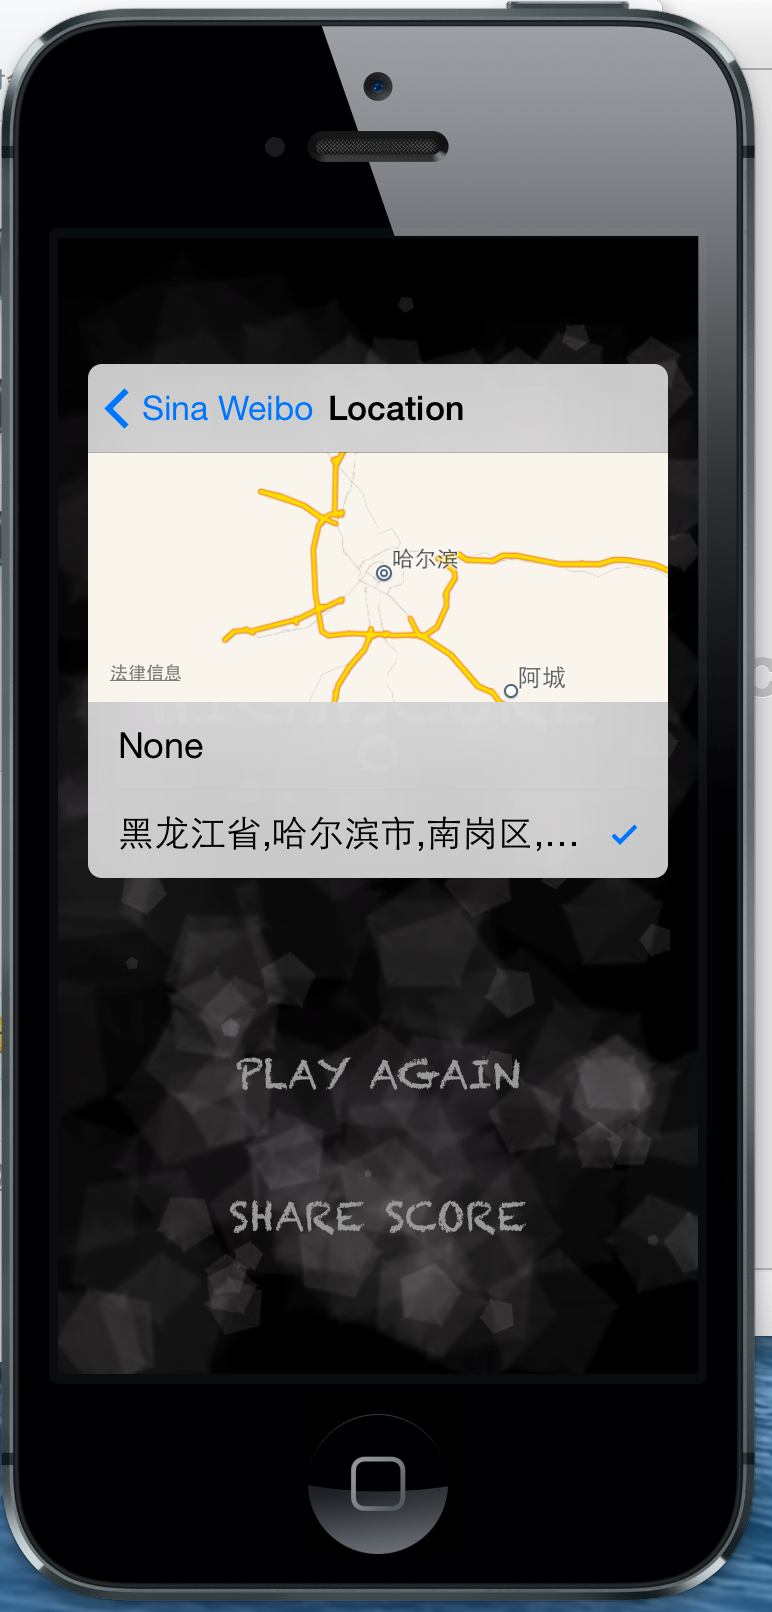 Sina Weibo Location
哈尔滨
法律信息
阿城
None
黑龙江省,哈尔滨市,南岗区,...
PLAY AGAIN
SHARE SCORE